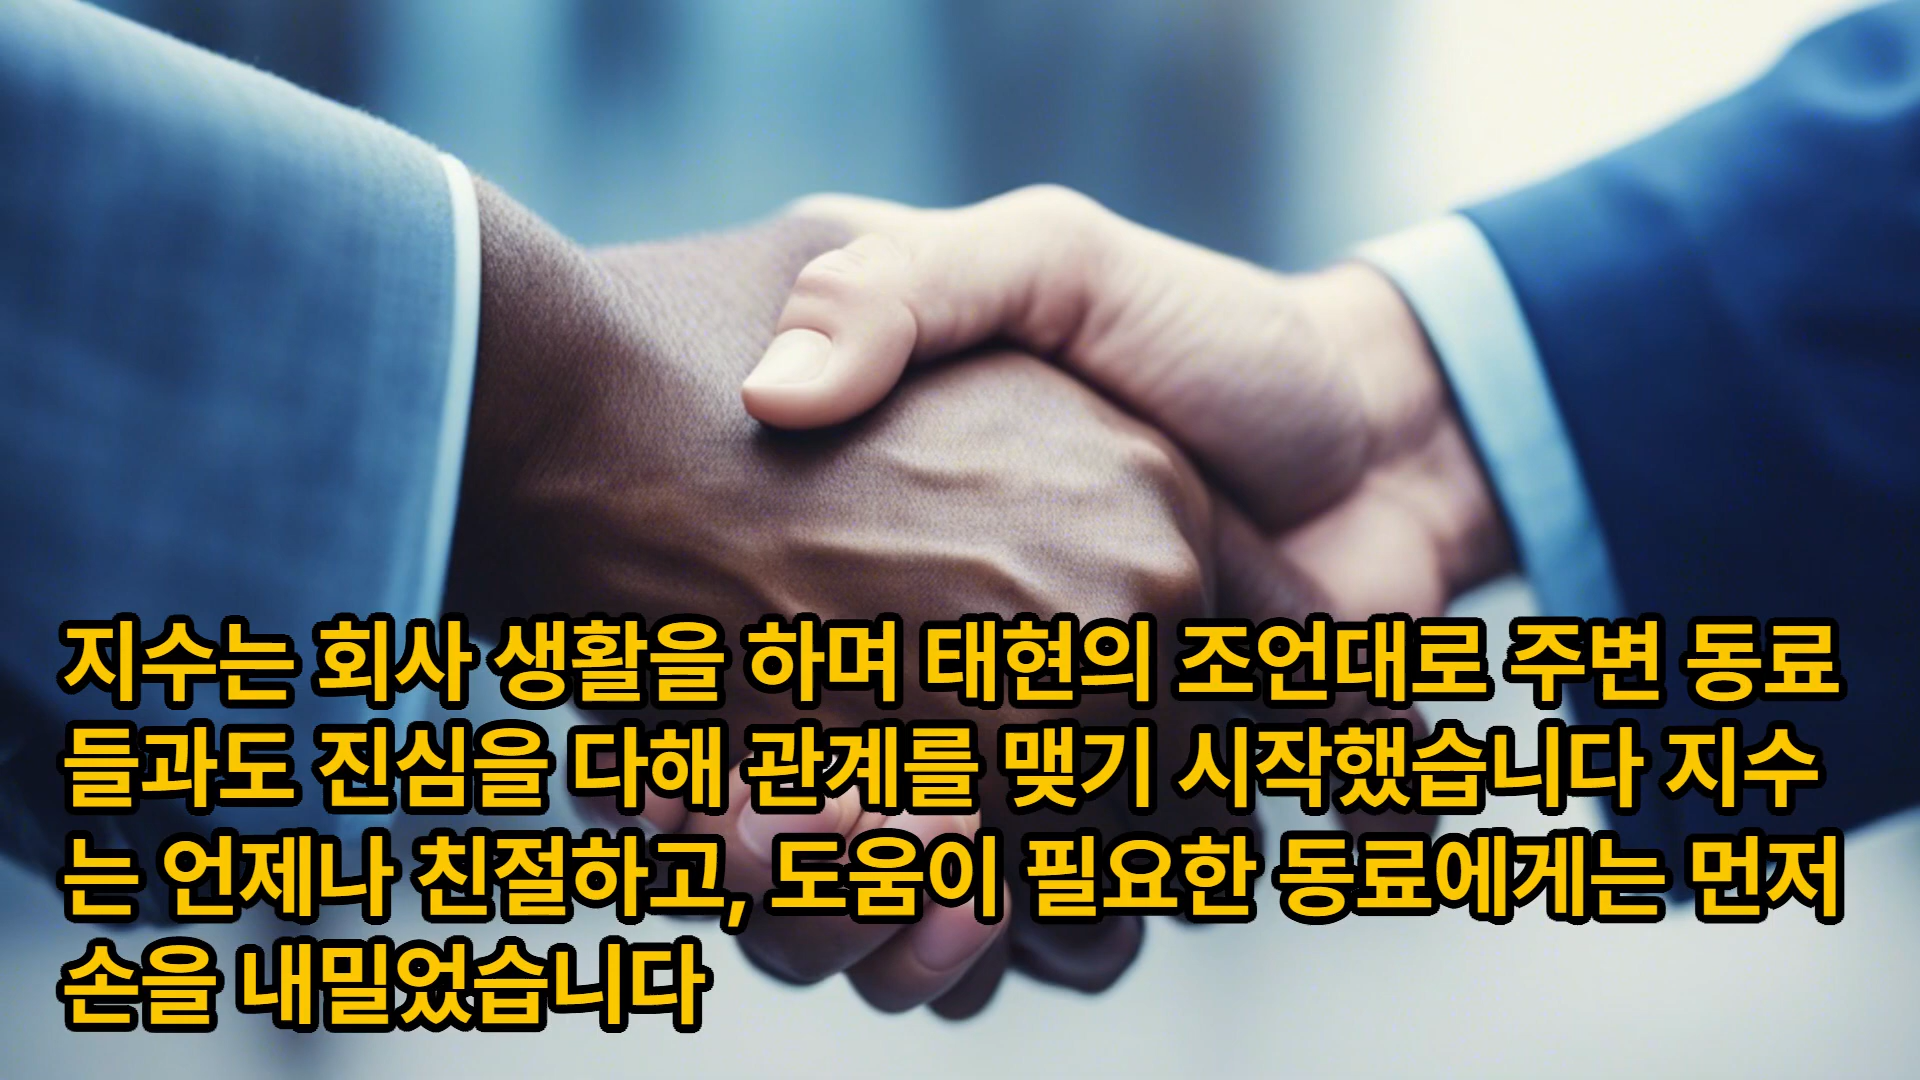 지수는 회사 생활을 하며 태현의 조언대로 주변 동료
들과도 진심을 다해 관계를 맺기 시작했습니다 지수
는 언제나 친절하고, 도움이 필요한 동료에게는 먼저
손을 내밀었습니다